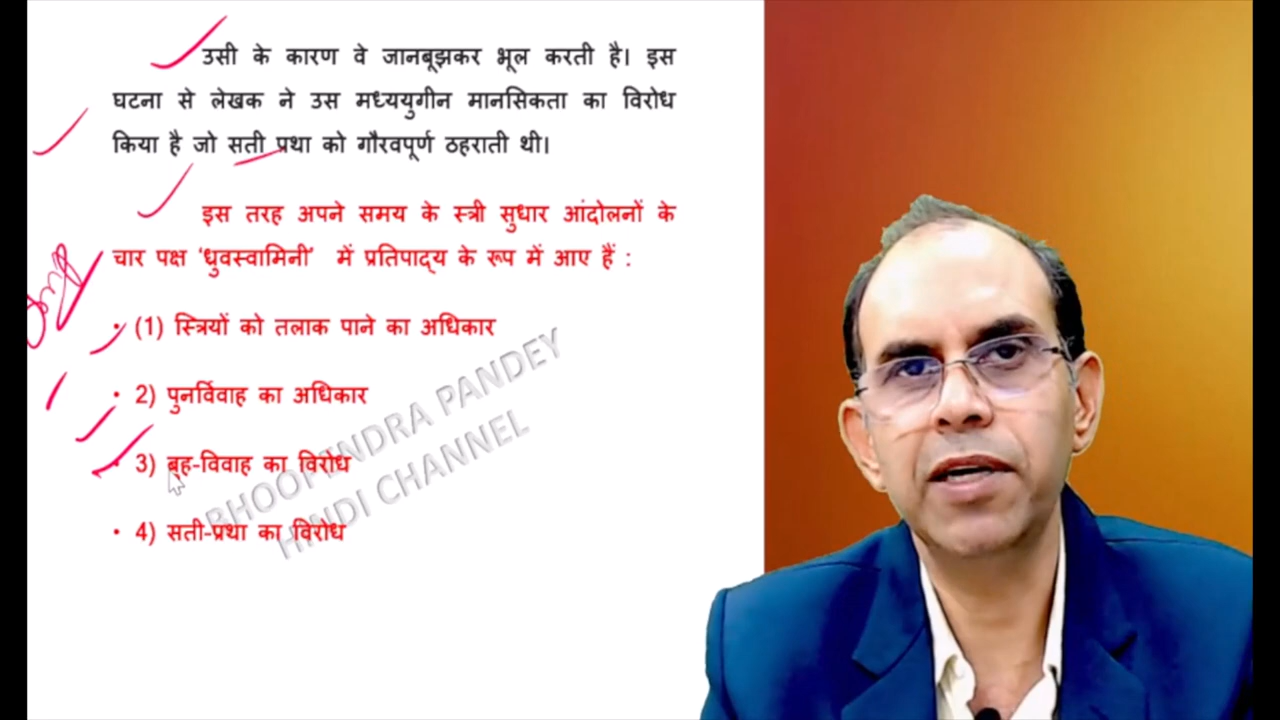 उसी के कारण वे जानबूझकर भूल करती है। इस
घटना से लेखक ने उस मध्ययुगीन मानसिकता का विरोध
किया है जो सती प्रथा को गौरवपूर्ण ठहराती थी।
इस तरह अपने समय के स्त्री सुधार आंदोलनों के
चार पक्ष ‘ध्रुवस्वामिनी’ में प्रतिपाद्य के रूप में आए हैं :
• (1) स्त्रियों को तलाक पाने का अधिकार
• 2) पुनर्विवाह का अधिकार
• 3) बृह-विवाह का विरोध
• 4) सती-प्रथा का विरोध
BHOOPINDRA PANDEY
HINDI CHANNEL